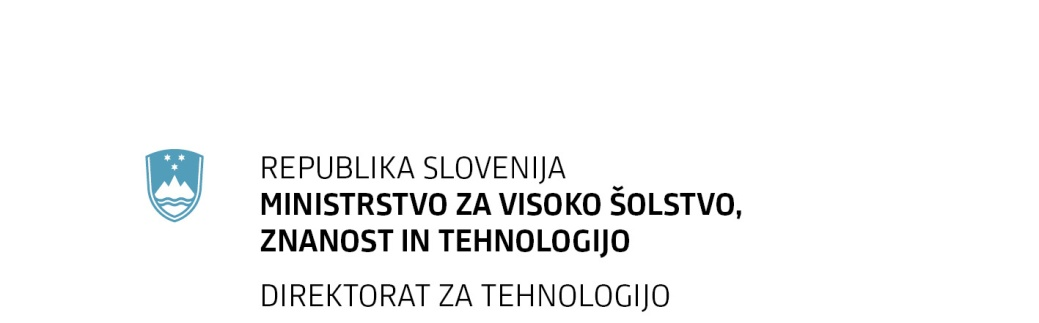 REPUBLIKA SLOVENIJA
MINISTRSTVO ZA VISOKO ŠOLSTVO,
ZNANOST IN TEHNOLOGIJO
DIREKTORAT ZA TEHNOLOGIJO